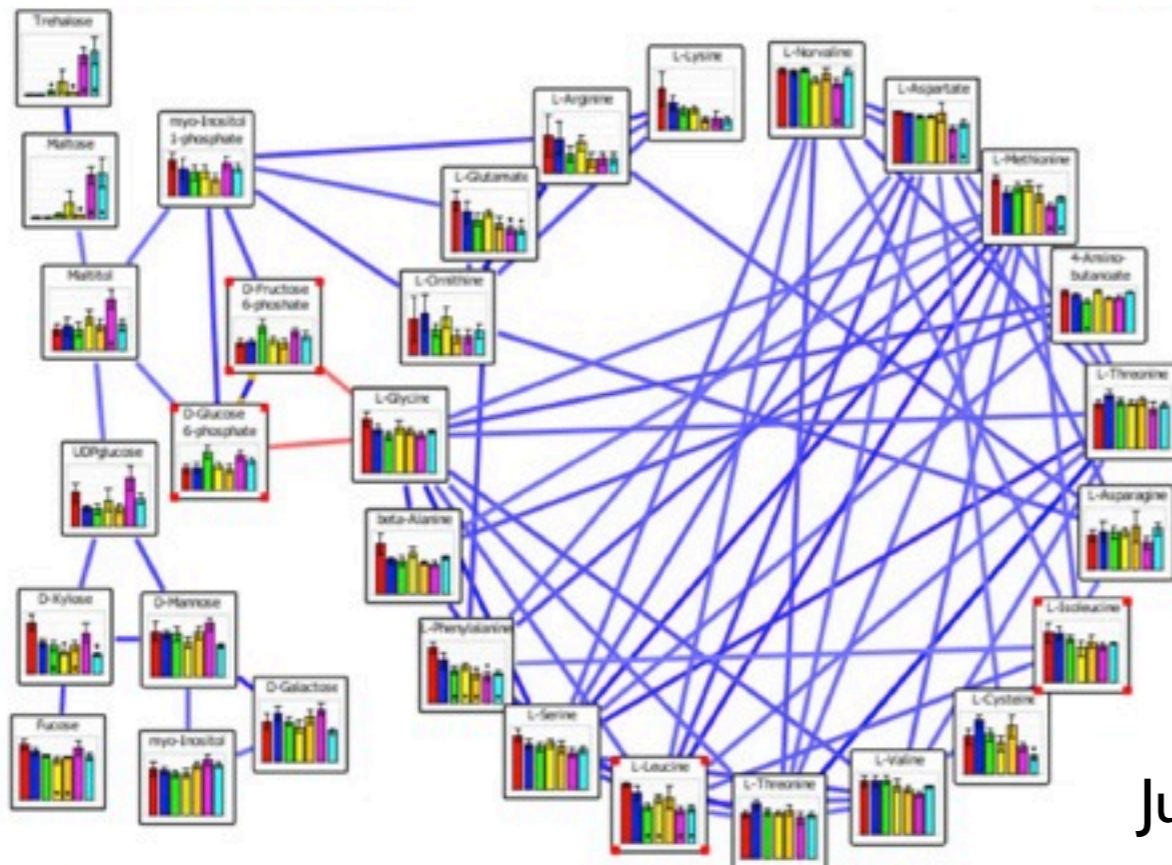 Trehalose
Maltose
myo-Inositol
1-phosphate
Maltitol
D-Fructose
6-phosphate
D-Glucose
6-phosphate
UDPglucose
D-Xylose
D-Mannose
Fucose
myo-Inositol
D-Galactose
L-Lysine
L-Arginine
L-Glutamate
L-Ornithine
L-Glycine
beta-Alanine
L-Phenylalanine
L-Serine
L-Leucine
L-Threonine
L-Valine
L-Cysteine
L-Isoleucine
L-Asparagine
L-Threonine
4-Amino-
butanoate
L-Methionine
L-Aspartate
L-Norvaline
Ju